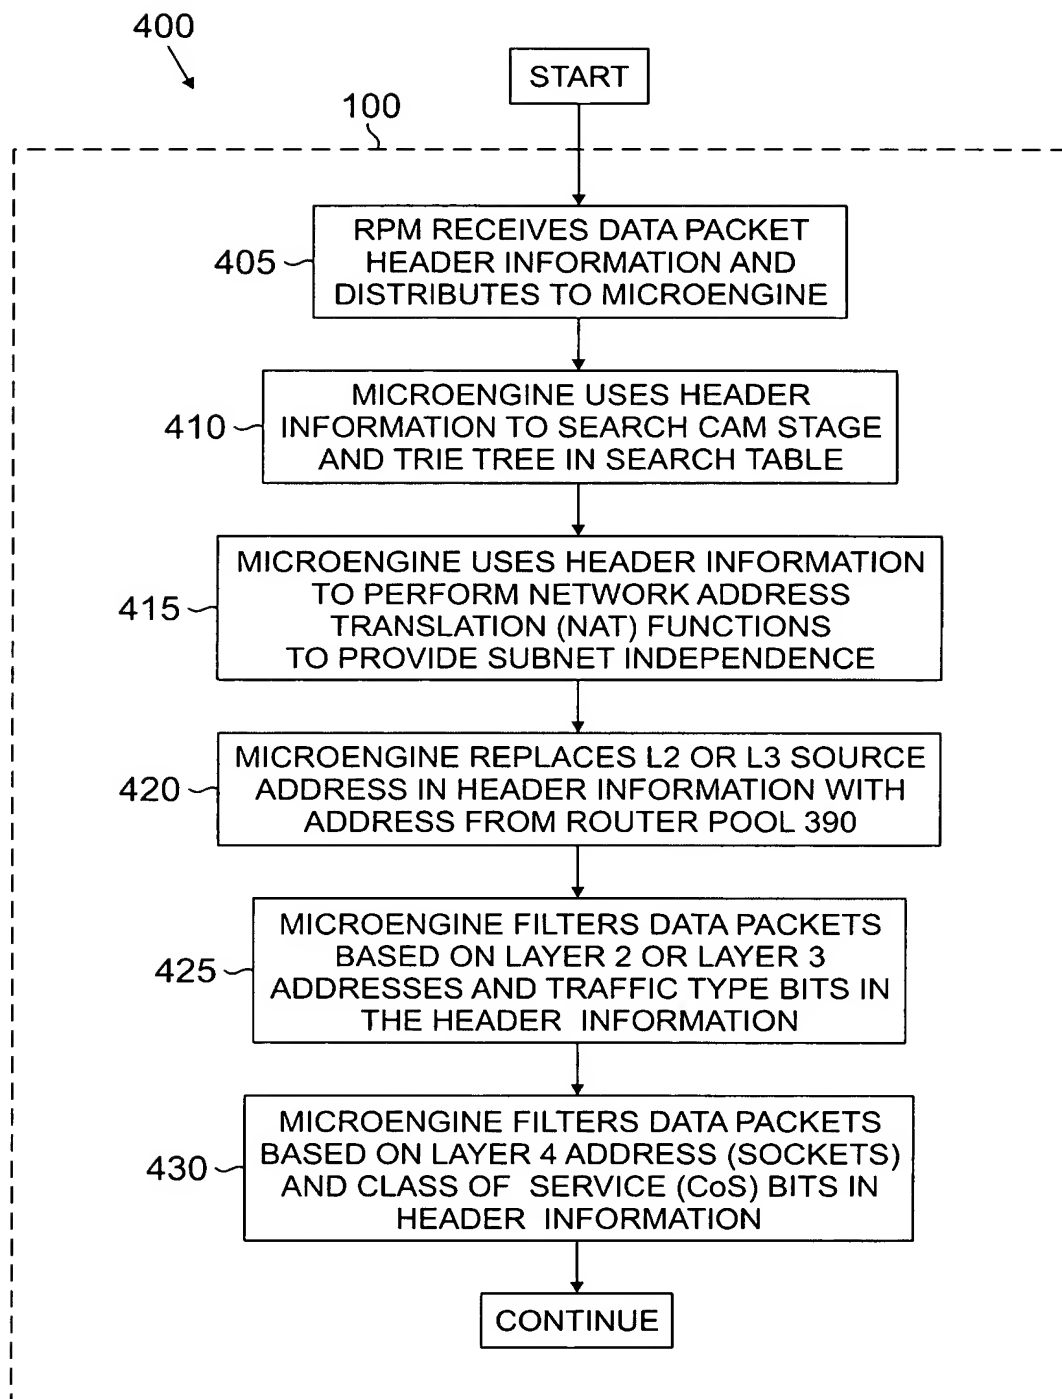 400
START
100
RPM RECEIVES DATA PACKET
HEADER INFORMATION AND
DISTRIBUTES TO MICROENGINE
405
MICROENGINE USES HEADER
INFORMATION TO SEARCH CAM STAGE
AND TRIE TREE IN SEARCH TABLE
410
MICROENGINE USES HEADER INFORMATION
TO PERFORM NETWORK ADDRESS
TRANSLATION (NAT) FUNCTIONS
TO PROVIDE SUBNET INDEPENDENCE
415
MICROENGINE REPLACES L2 OR L3 SOURCE
ADDRESS IN HEADER INFORMATION WITH
ADDRESS FROM ROUTER POOL 390
420
MICROENGINE FILTERS DATA PACKETS
BASED ON LAYER 2 OR LAYER 3
ADDRESSES AND TRAFFIC TYPE BITS IN
THE HEADER INFORMATION
425
MICROENGINE FILTERS DATA PACKETS
BASED ON LAYER 4 ADDRESS (SOCKETS)
AND CLASS OF SERVICE (CoS) BITS IN
HEADER INFORMATION
430
CONTINUE